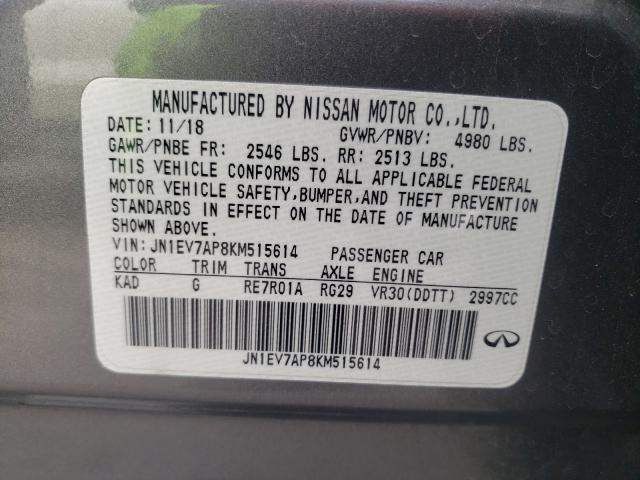 MANUFACTURED BY NISSAN MOTOR CO.,LTD.
DATE: 11/18 GVWR/PNBV: 4980 LBS.
GAWR/PNBE FR: 2546 LBS. RR: 2513 LBS.
THIS VEHICLE CONFORMS TO ALL APPLICABLE FEDERAL
MOTOR VEHICLE SAFETY,BUMPER,AND THEFT PREVENTION
STANDARDS IN EFFECT ON THE DATE OF MANUFACTURE
SHOWN ABOVE.
VIN:JN1EV7AP8KM515614 PASSENGER CAR
COLOR TRIM TRANS AXLE ENGINE
KAD G RE7R01A RG29 VR30(DDTT) 2997CC
JN1EV7AP8KM515614